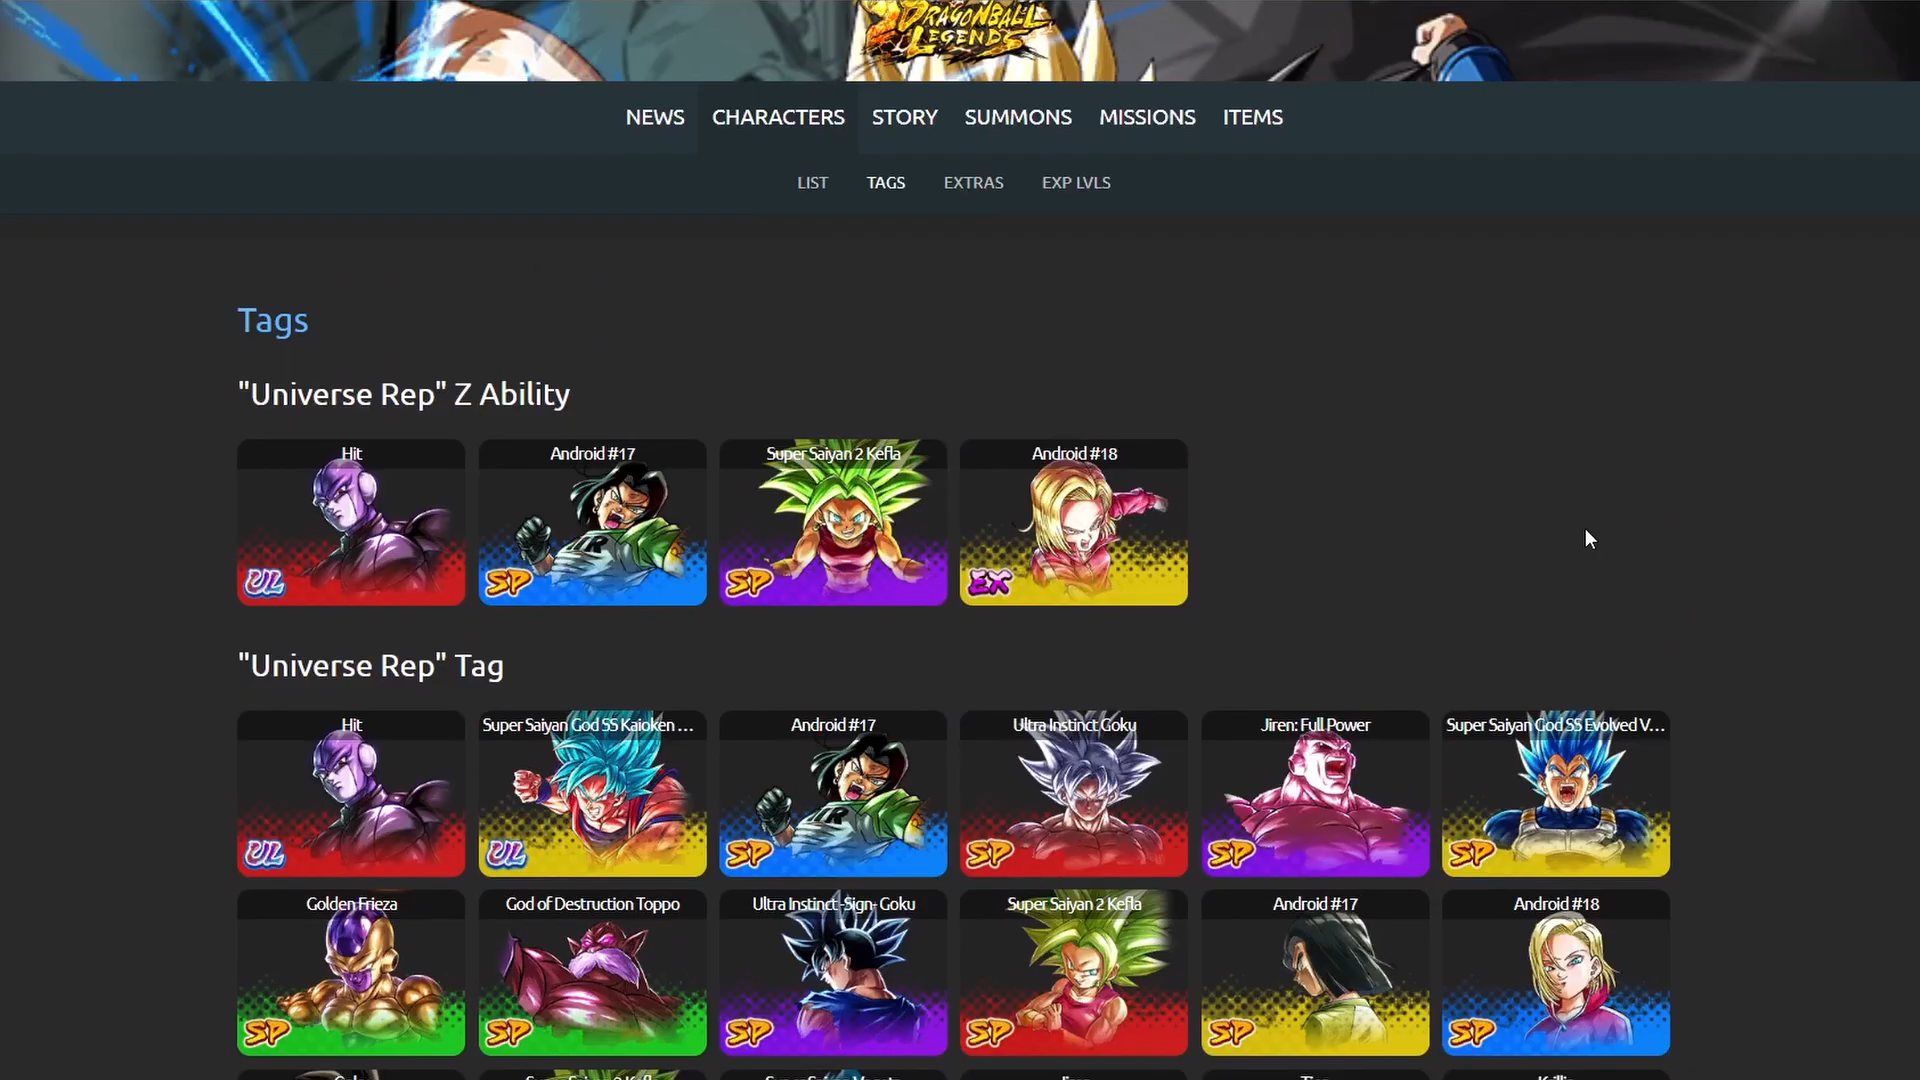 DRAGONBALL
LEGENDS
NEWS CHARACTERS STORY SUMMONS MISSIONS ITEMS
LIST TAGS EXTRAS EXP LVLS
Tags
"Universe Rep" Z Ability
Hit Android #17 Super Saiyan 2 Kefla Android #18
UL SP SP EX
"Universe Rep" Tag
Hit Super Saiyan God SS Kaioken ... Android #17 Ultra Instinct Goku Jiren: Full Power Super Saiyan God SS Evolved V...
UL UL SP SP SP SP
Golden Frieza God of Destruction Toppo Ultra Instinct -Sign- Goku Super Saiyan 2 Kefla Android #17 Android #18
SP SP SP SP SP SP